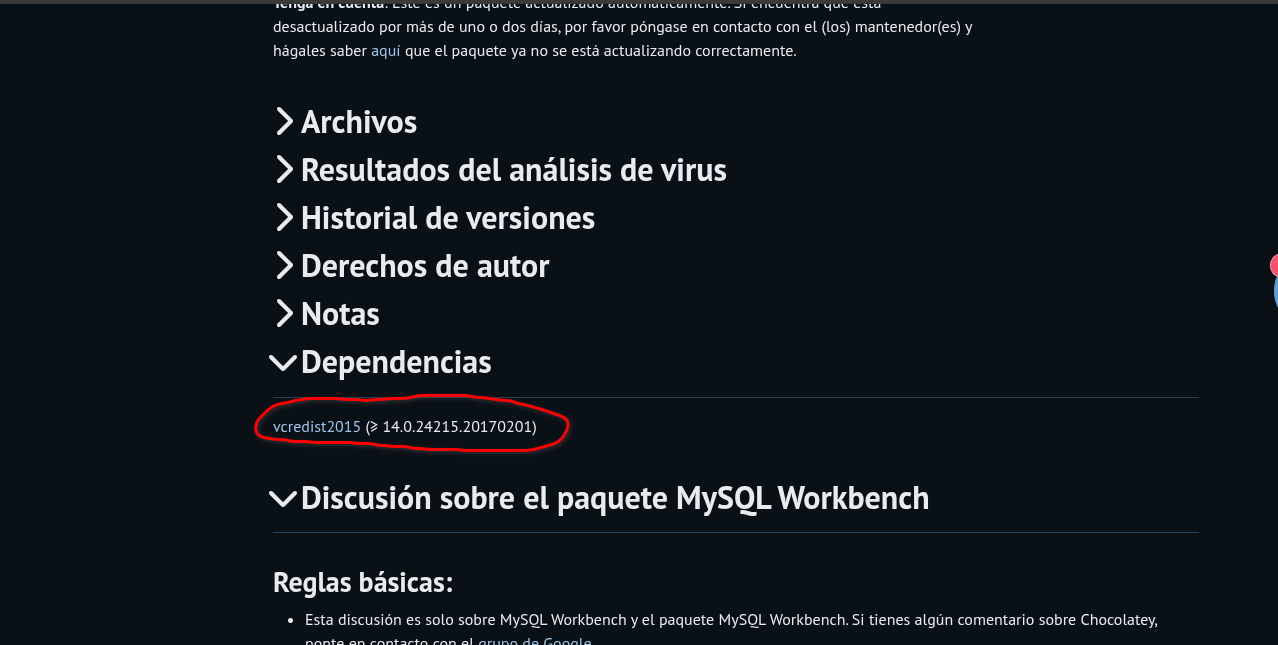 Tenga en cuenta: Este es un paquete actualizado automáticamente. Si encuentra que está
desactualizado por más de uno o dos días, por favor póngase en contacto con el (los) mantenedor(es) y
hágales saber aquí que el paquete ya no se está actualizando correctamente.
Archivos
Resultados del análisis de virus
Historial de versiones
Derechos de autor
Notas
Dependencias
vcredist2015 (≥ 14.0.24215.20170201)
Discusión sobre el paquete MySQL Workbench
Reglas básicas:
• Esta discusión es solo sobre MySQL Workbench y el paquete MySQL Workbench. Si tienes algún comentario sobre Chocolatey,
ponte en contacto con el grupo de Google.